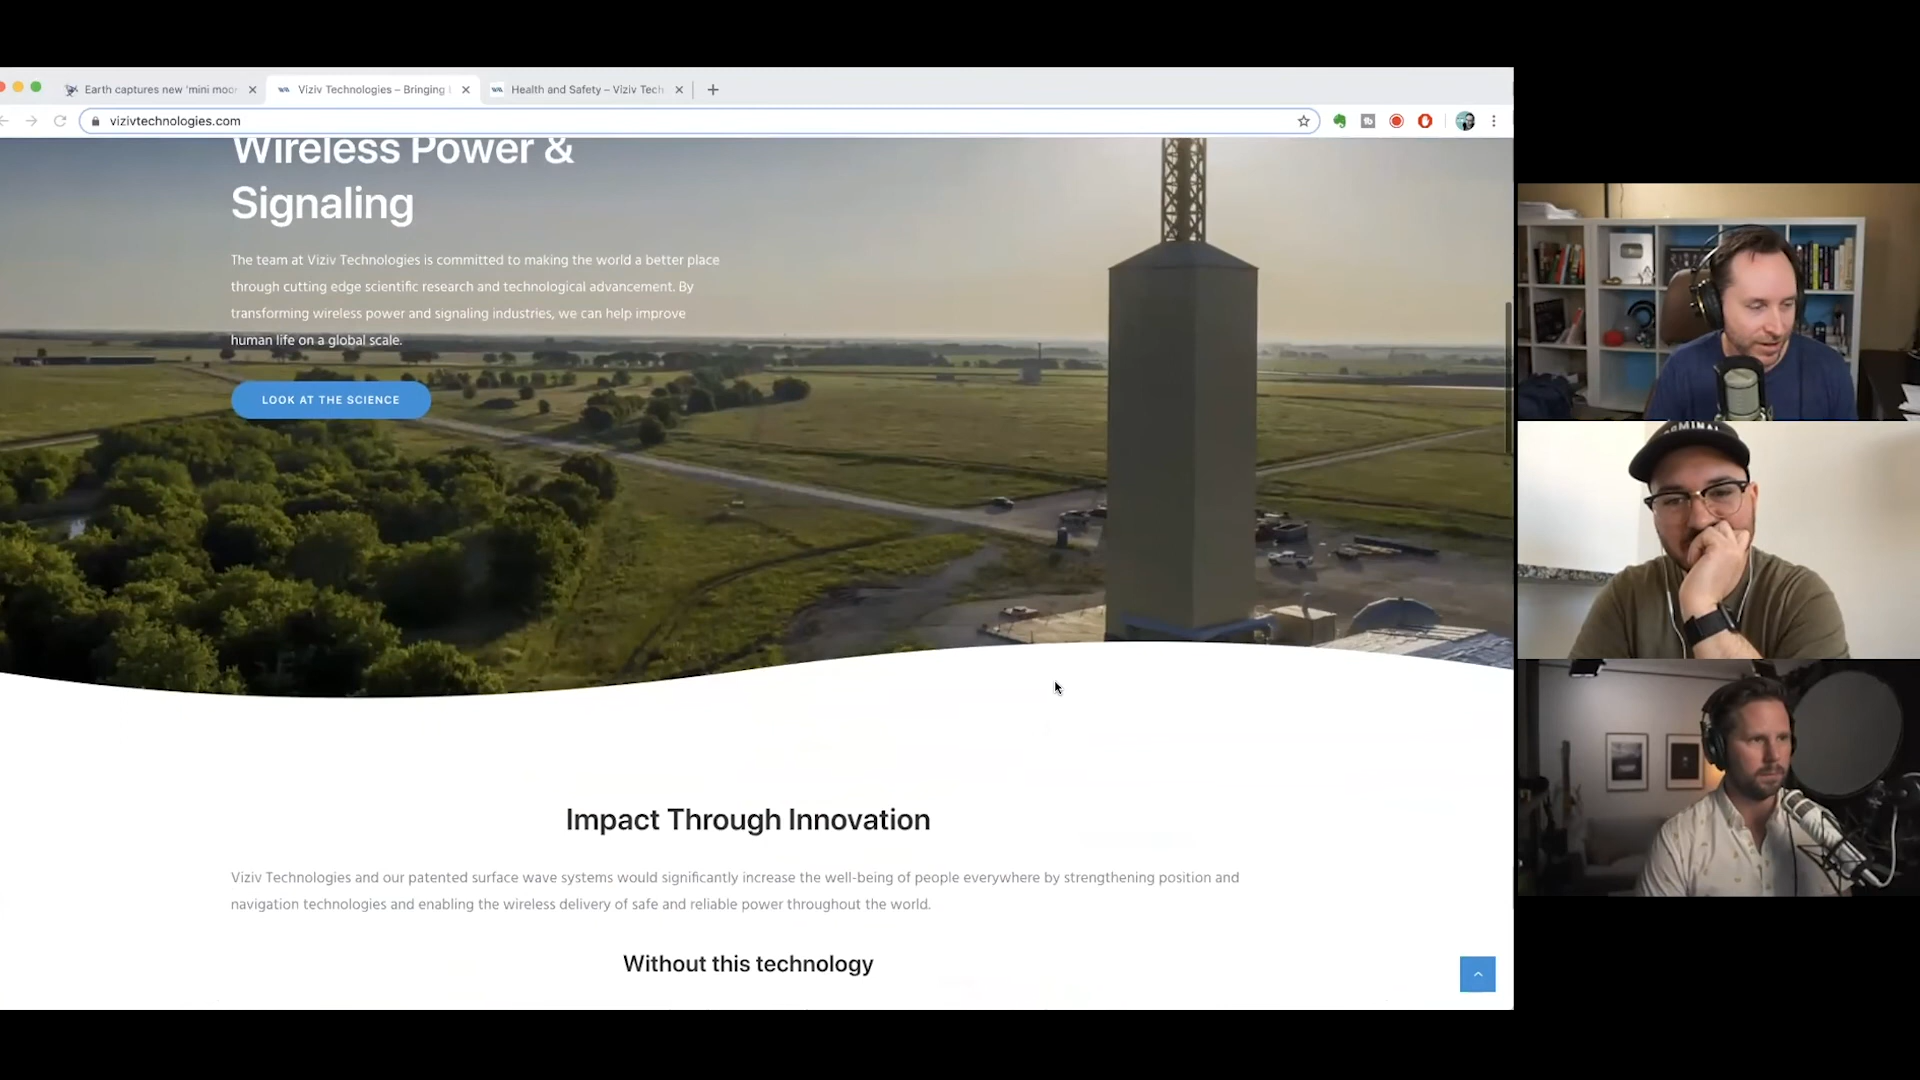 Earth captures new 'mini moo
Viziv Technologies – Bringing
Health and Safety – Viziv Tech
vizivtechnologies.com
Wireless Power &
Signaling
The team at Viziv Technologies is committed to making the world a better place
through cutting edge scientific research and technological advancement. By
transforming wireless power and signaling industries, we can help improve
human life on a global scale.
LOOK AT THE SCIENCE
Impact Through Innovation
Viziv Technologies and our patented surface wave systems would significantly increase the well-being of people everywhere by strengthening position and
navigation technologies and enabling the wireless delivery of safe and reliable power throughout the world.
Without this technology